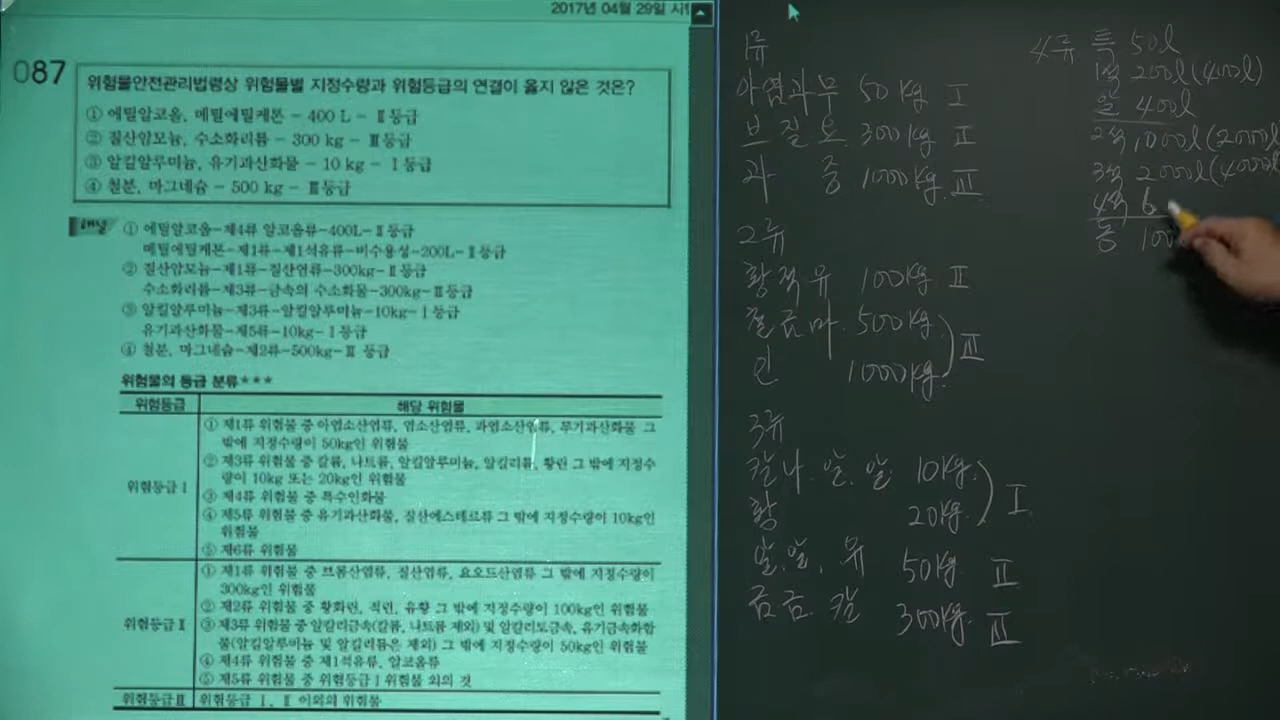 2017년 04월 29일 시
087
위험물안전관리법령상 위험물별 지정수량과 위험등급의 연결이 옳지 않은 것은?
① 에틸알코올, 메틸에틸케톤 - 400 L - Ⅱ등급
② 질산암모늄, 수소화리튬 - 300 kg - Ⅲ등급
③ 알킬알루미늄, 유기과산화물 - 10 kg - Ⅰ등급
④ 철분, 마그네슘 - 500 kg - Ⅲ등급
해설
① 에틸알코올-제4류 알코올류-400L-Ⅱ등급
메틸에틸케톤-제1류-제1석유류-비수용성-200L-Ⅱ등급
② 질산암모늄-제1류-질산염류-300kg-Ⅱ등급
수소화리튬-제3류-금속의 수소화물-300kg-Ⅲ등급
③ 알킬알루미늄-제3류-알킬알루미늄-10kg-Ⅰ등급
유기과산화물-제5류-10kg-Ⅰ등급
④ 철분, 마그네슘-제2류-500kg-Ⅲ 등급
위험물의 등급 분류★★★
위험등급 해당 위험물
위험등급 Ⅰ
① 제1류 위험물 중 아염소산염류, 염소산염류, 과염소산염류, 무기과산화물 그
밖에 지정수량이 50kg인 위험물
② 제3류 위험물 중 칼륨, 나트륨, 알킬알루미늄, 알킬리튬, 황린 그 밖에 지정수
량이 10kg 또는 20kg인 위험물
③ 제4류 위험물 중 특수인화물
④ 제5류 위험물 중 유기과산화물, 질산에스테르류 그 밖에 지정수량이 10kg인
위험물
⑤ 제6류 위험물
위험등급 Ⅱ
① 제1류 위험물 중 브롬산염류, 질산염류, 요오드산염류 그 밖에 지정수량이
300kg인 위험물
② 제2류 위험물 중 황화린, 적린, 유황 그 밖에 지정수량이 100kg인 위험물
③ 제3류 위험물 중 알칼리금속(칼륨, 나트륨 제외) 및 알칼리토금속, 유기금속화합
물(알킬알루미늄 및 알킬리튬은 제외) 그 밖에 지정수량이 50kg인 위험물
④ 제4류 위험물 중 제1석유류, 알코올류
⑤ 제5류 위험물 중 위험등급 Ⅰ 위험물 외의 것
위험등급 Ⅲ 위험등급 Ⅰ, Ⅱ 이외의 위험물
1류
아염과무 50kg Ⅰ
브질요. 300kg Ⅱ
과 중 1000kg. Ⅲ
2류
황적유 100kg Ⅱ
철금마. 500kg.
인 1000kg. Ⅲ
3류
칼나. 알. 알 10kg.
황 20kg. Ⅰ
알.알. 유 50kg. Ⅱ
금금. 칼 300kg. Ⅲ
4류 특 50l
1석 200l(400l)
알 400l
2석 1000l(2000l
3석 2000l(4000l
4석 6
동 100